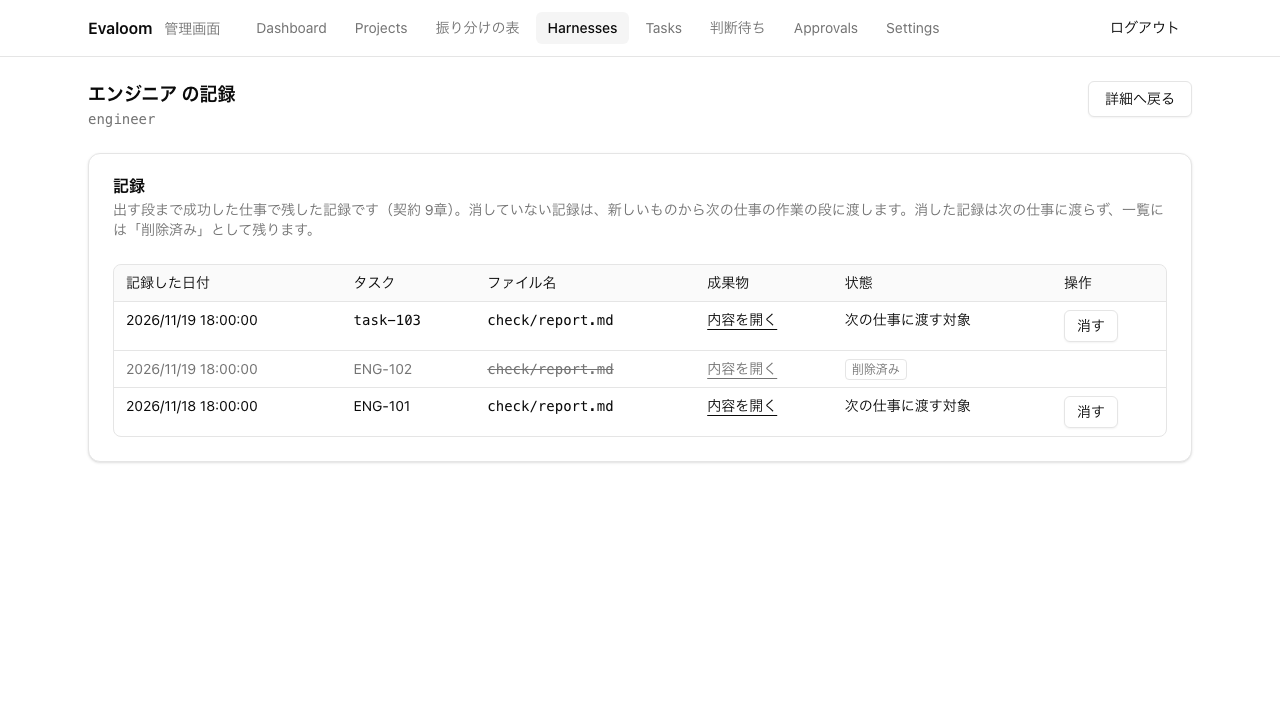 Evaloom 管理画面 Dashboard Projects 振り分けの表 Harnesses Tasks 判断待ち Approvals Settings ログアウト
エンジニア の記録
詳細へ戻る
engineer
記録
出す段まで成功した仕事で残した記録です（契約 9章）。消していない記録は、新しいものから次の仕事の作業の段に渡します。消した記録は次の仕事に渡らず、一覧に
は「削除済み」として残ります。
記録した日付 タスク ファイル名 成果物 状態 操作
2026/11/19 18:00:00 task-103 check/report.md 内容を開く 次の仕事に渡す対象 消す
2026/11/19 18:00:00 ENG-102 check/report.md 内容を開く 削除済み
2026/11/18 18:00:00 ENG-101 check/report.md 内容を開く 次の仕事に渡す対象 消す